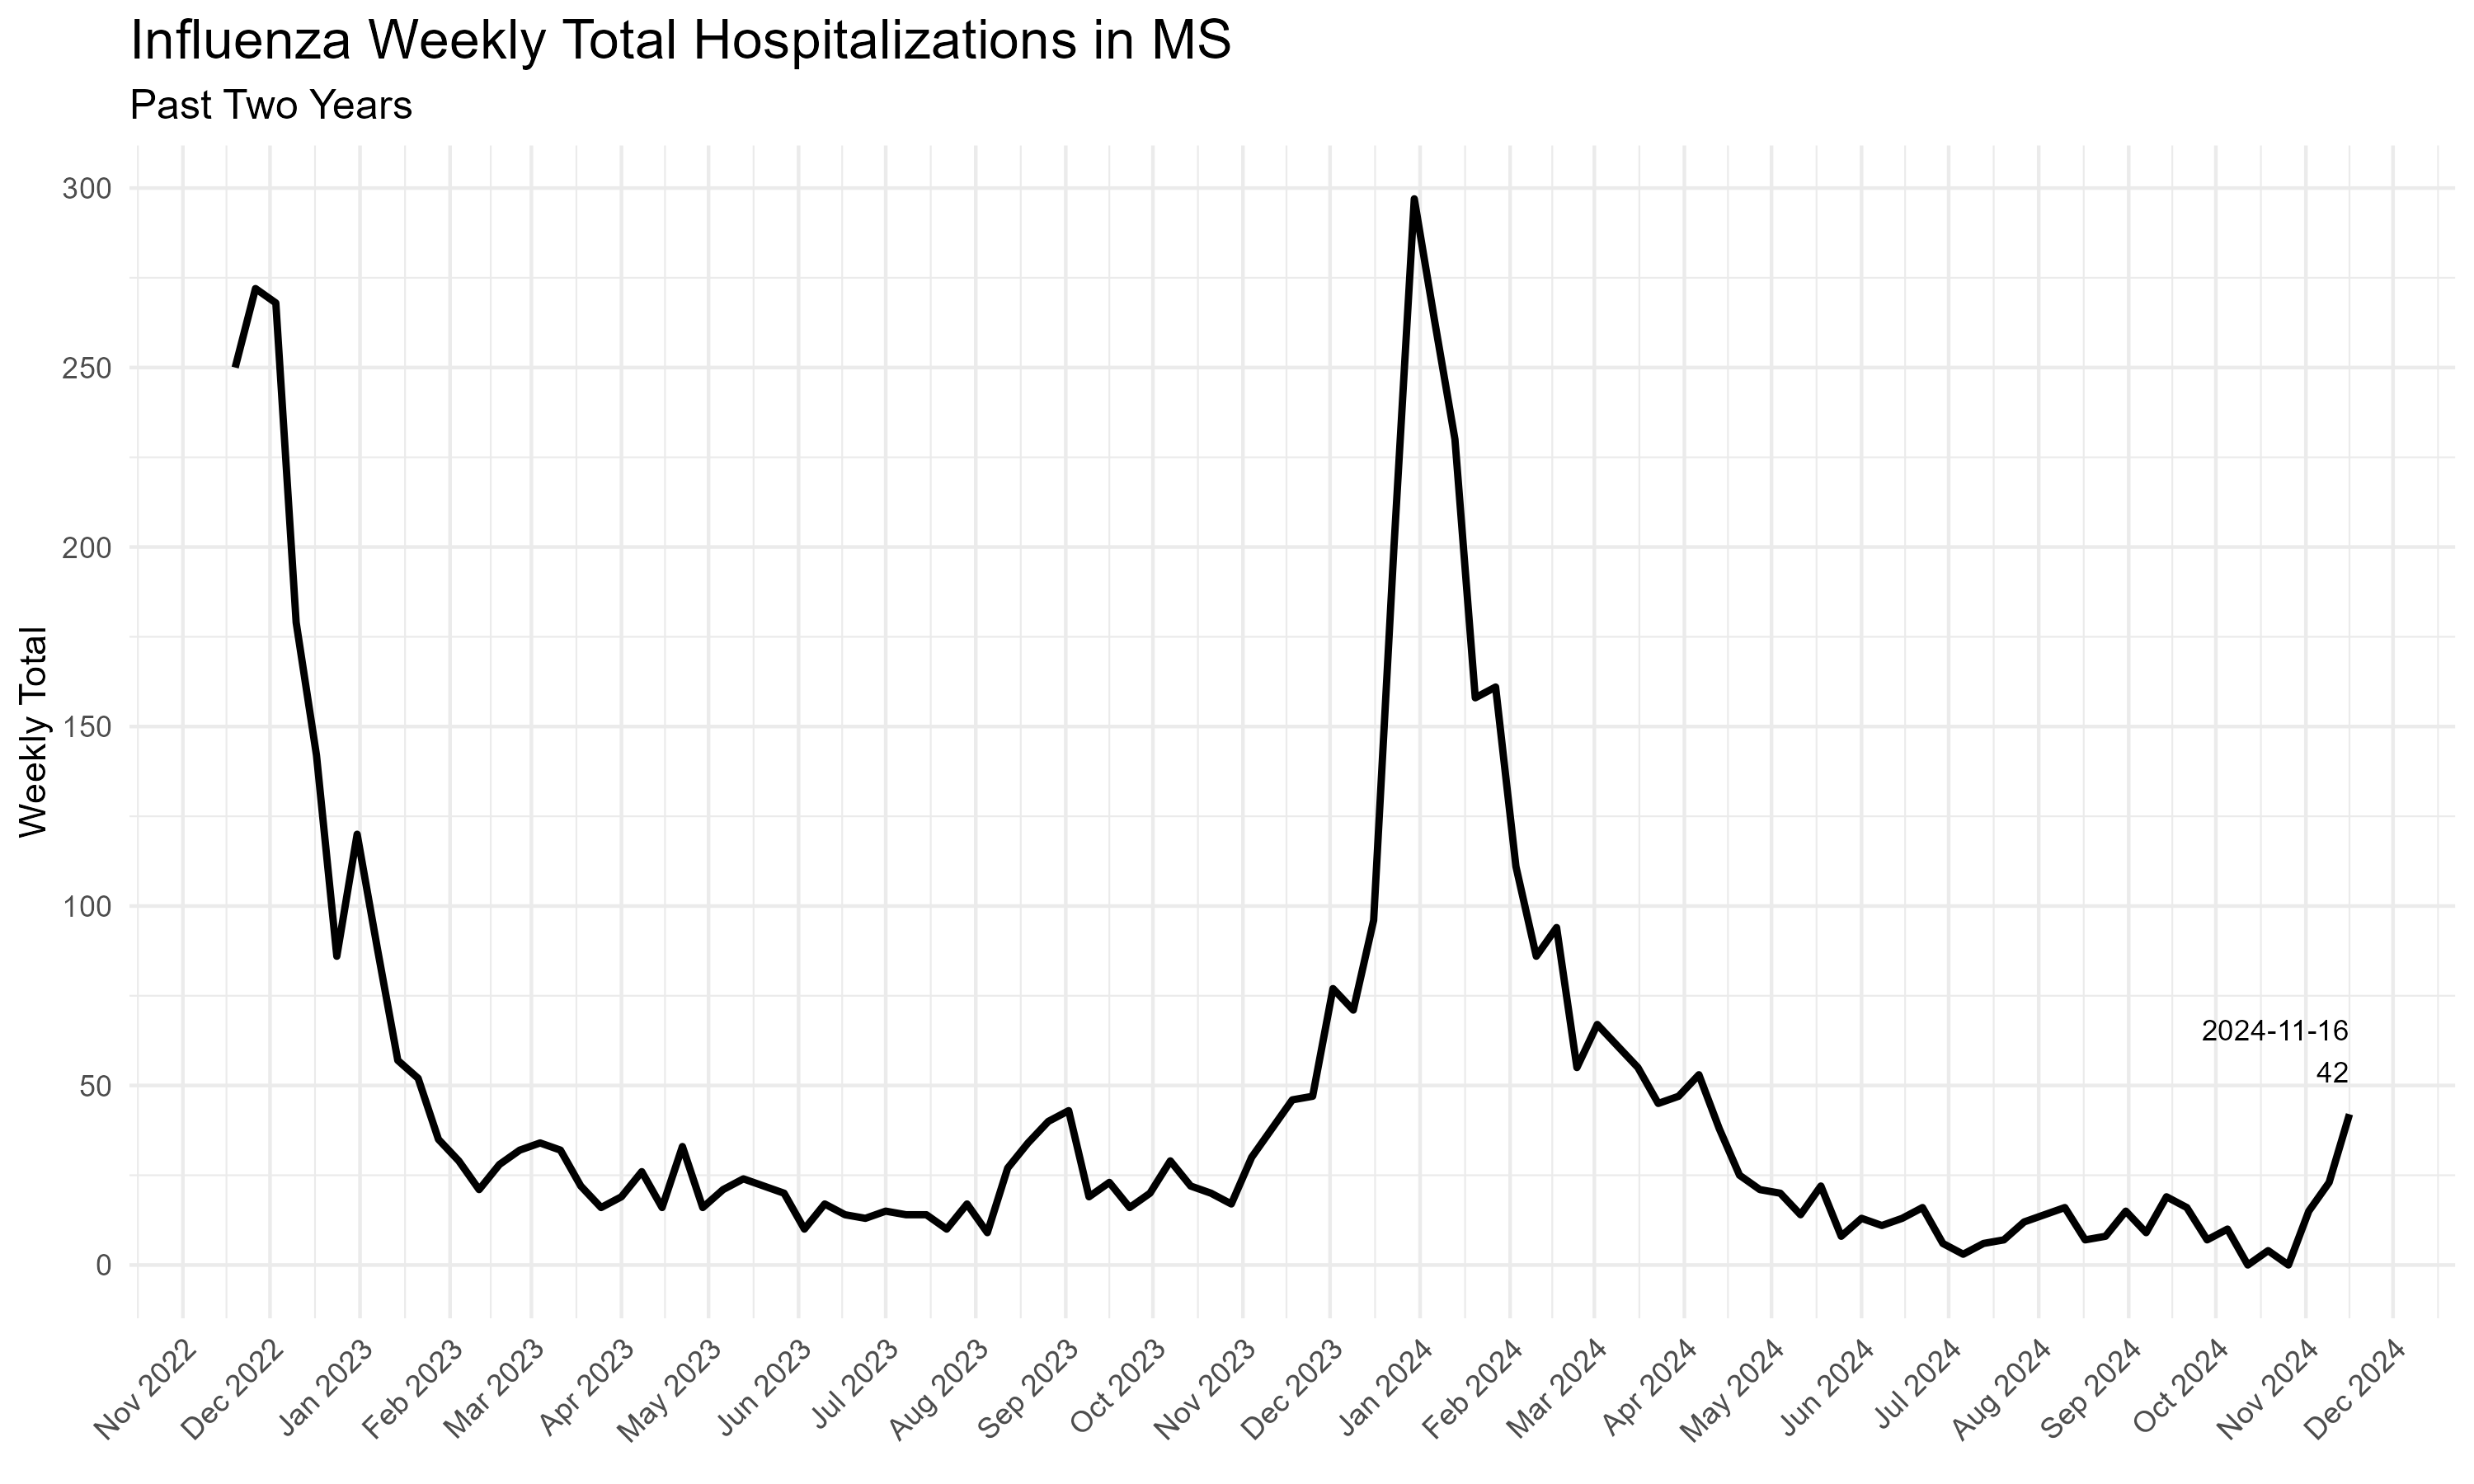 Influenza Weekly Total Hospitalizations in MS
Past Two Years
Weekly Total
300
250
200
150
100
50
0
2024-11-16
42
Nov 2022
Dec 2022
Jan 2023
Feb 2023
Mar 2023
Apr 2023
May 2023
Jun 2023
Jul 2023
Aug 2023
Sep 2023
Oct 2023
Nov 2023
Dec 2023
Jan 2024
Feb 2024
Mar 2024
Apr 2024
May 2024
Jun 2024
Jul 2024
Aug 2024
Sep 2024
Oct 2024
Nov 2024
Dec 2024